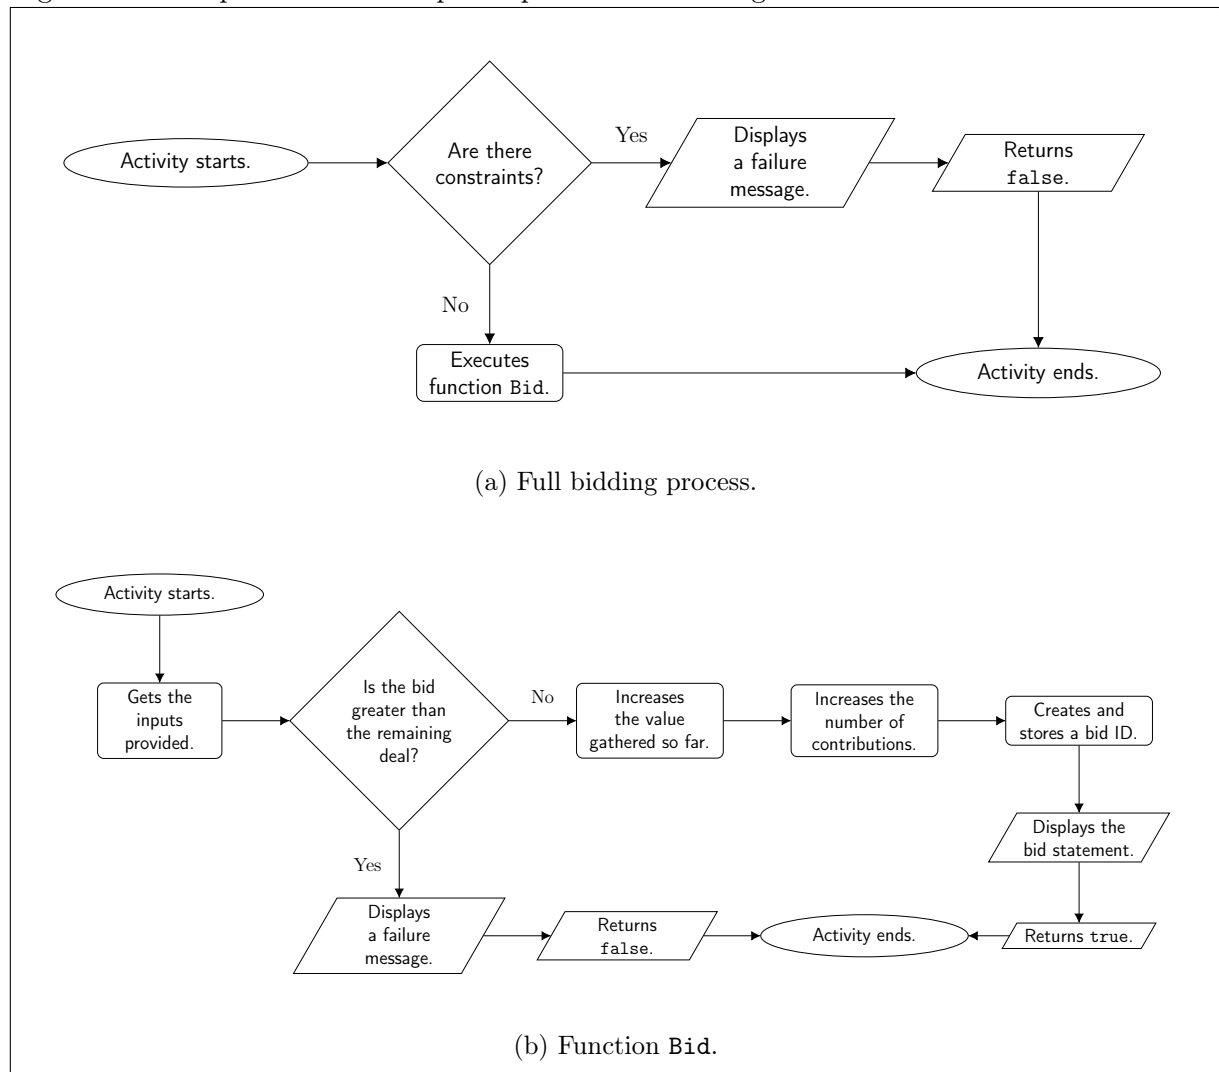 Activity starts.
Are there
constraints?
Yes
Displays
a failure
message.
Returns
false.
No
Executes
function Bid.
Activity ends.
(a) Full bidding process.
Activity starts.
Gets the
inputs
provided.
Is the bid
greater than
the remaining
deal?
No
Increases
the value
gathered so far.
Increases the
number of
contributions.
Creates and
stores a bid ID.
Displays the
bid statement.
Yes
Displays
a failure
message.
Returns
false.
Activity ends.
Returns true.
(b) Function Bid.